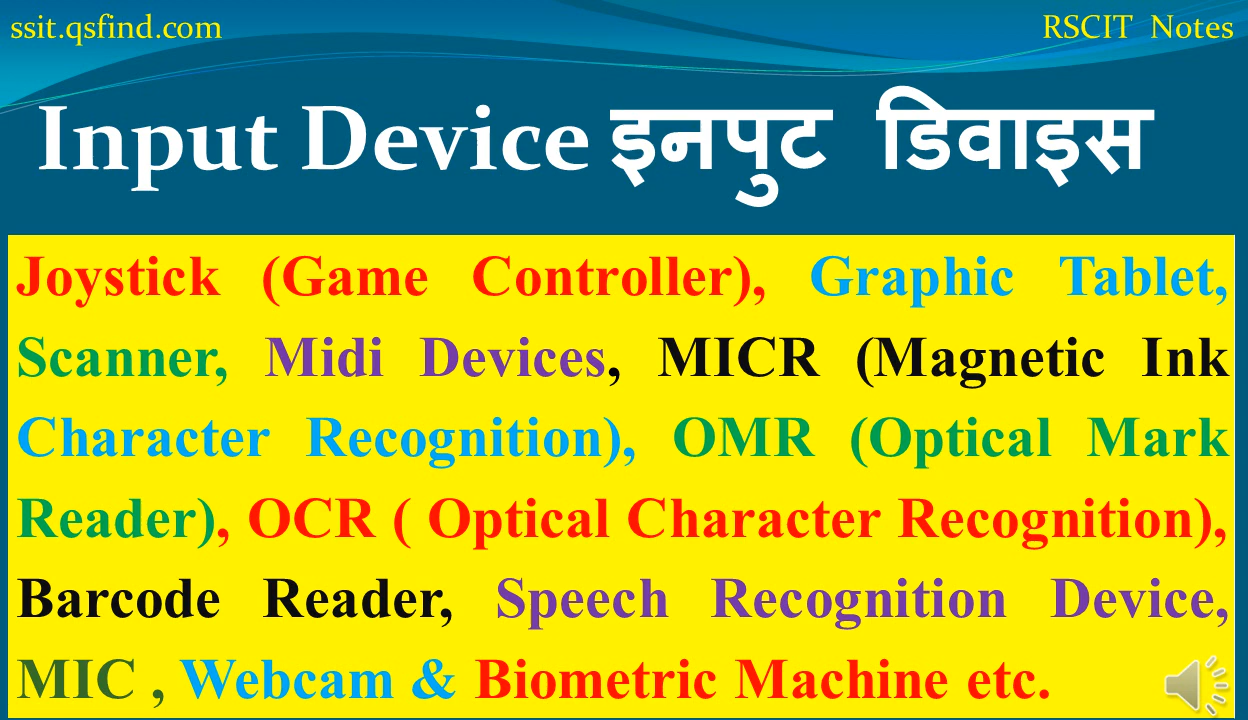 ssit.qsfind.com
RSCIT Notes
Input Device इनपुट डिवाइस
Joystick (Game Controller), Graphic Tablet,
Scanner, Midi Devices, MICR (Magnetic Ink
Character Recognition), OMR (Optical Mark
Reader), OCR ( Optical Character Recognition),
Barcode Reader, Speech Recognition Device,
MIC , Webcam & Biometric Machine etc.